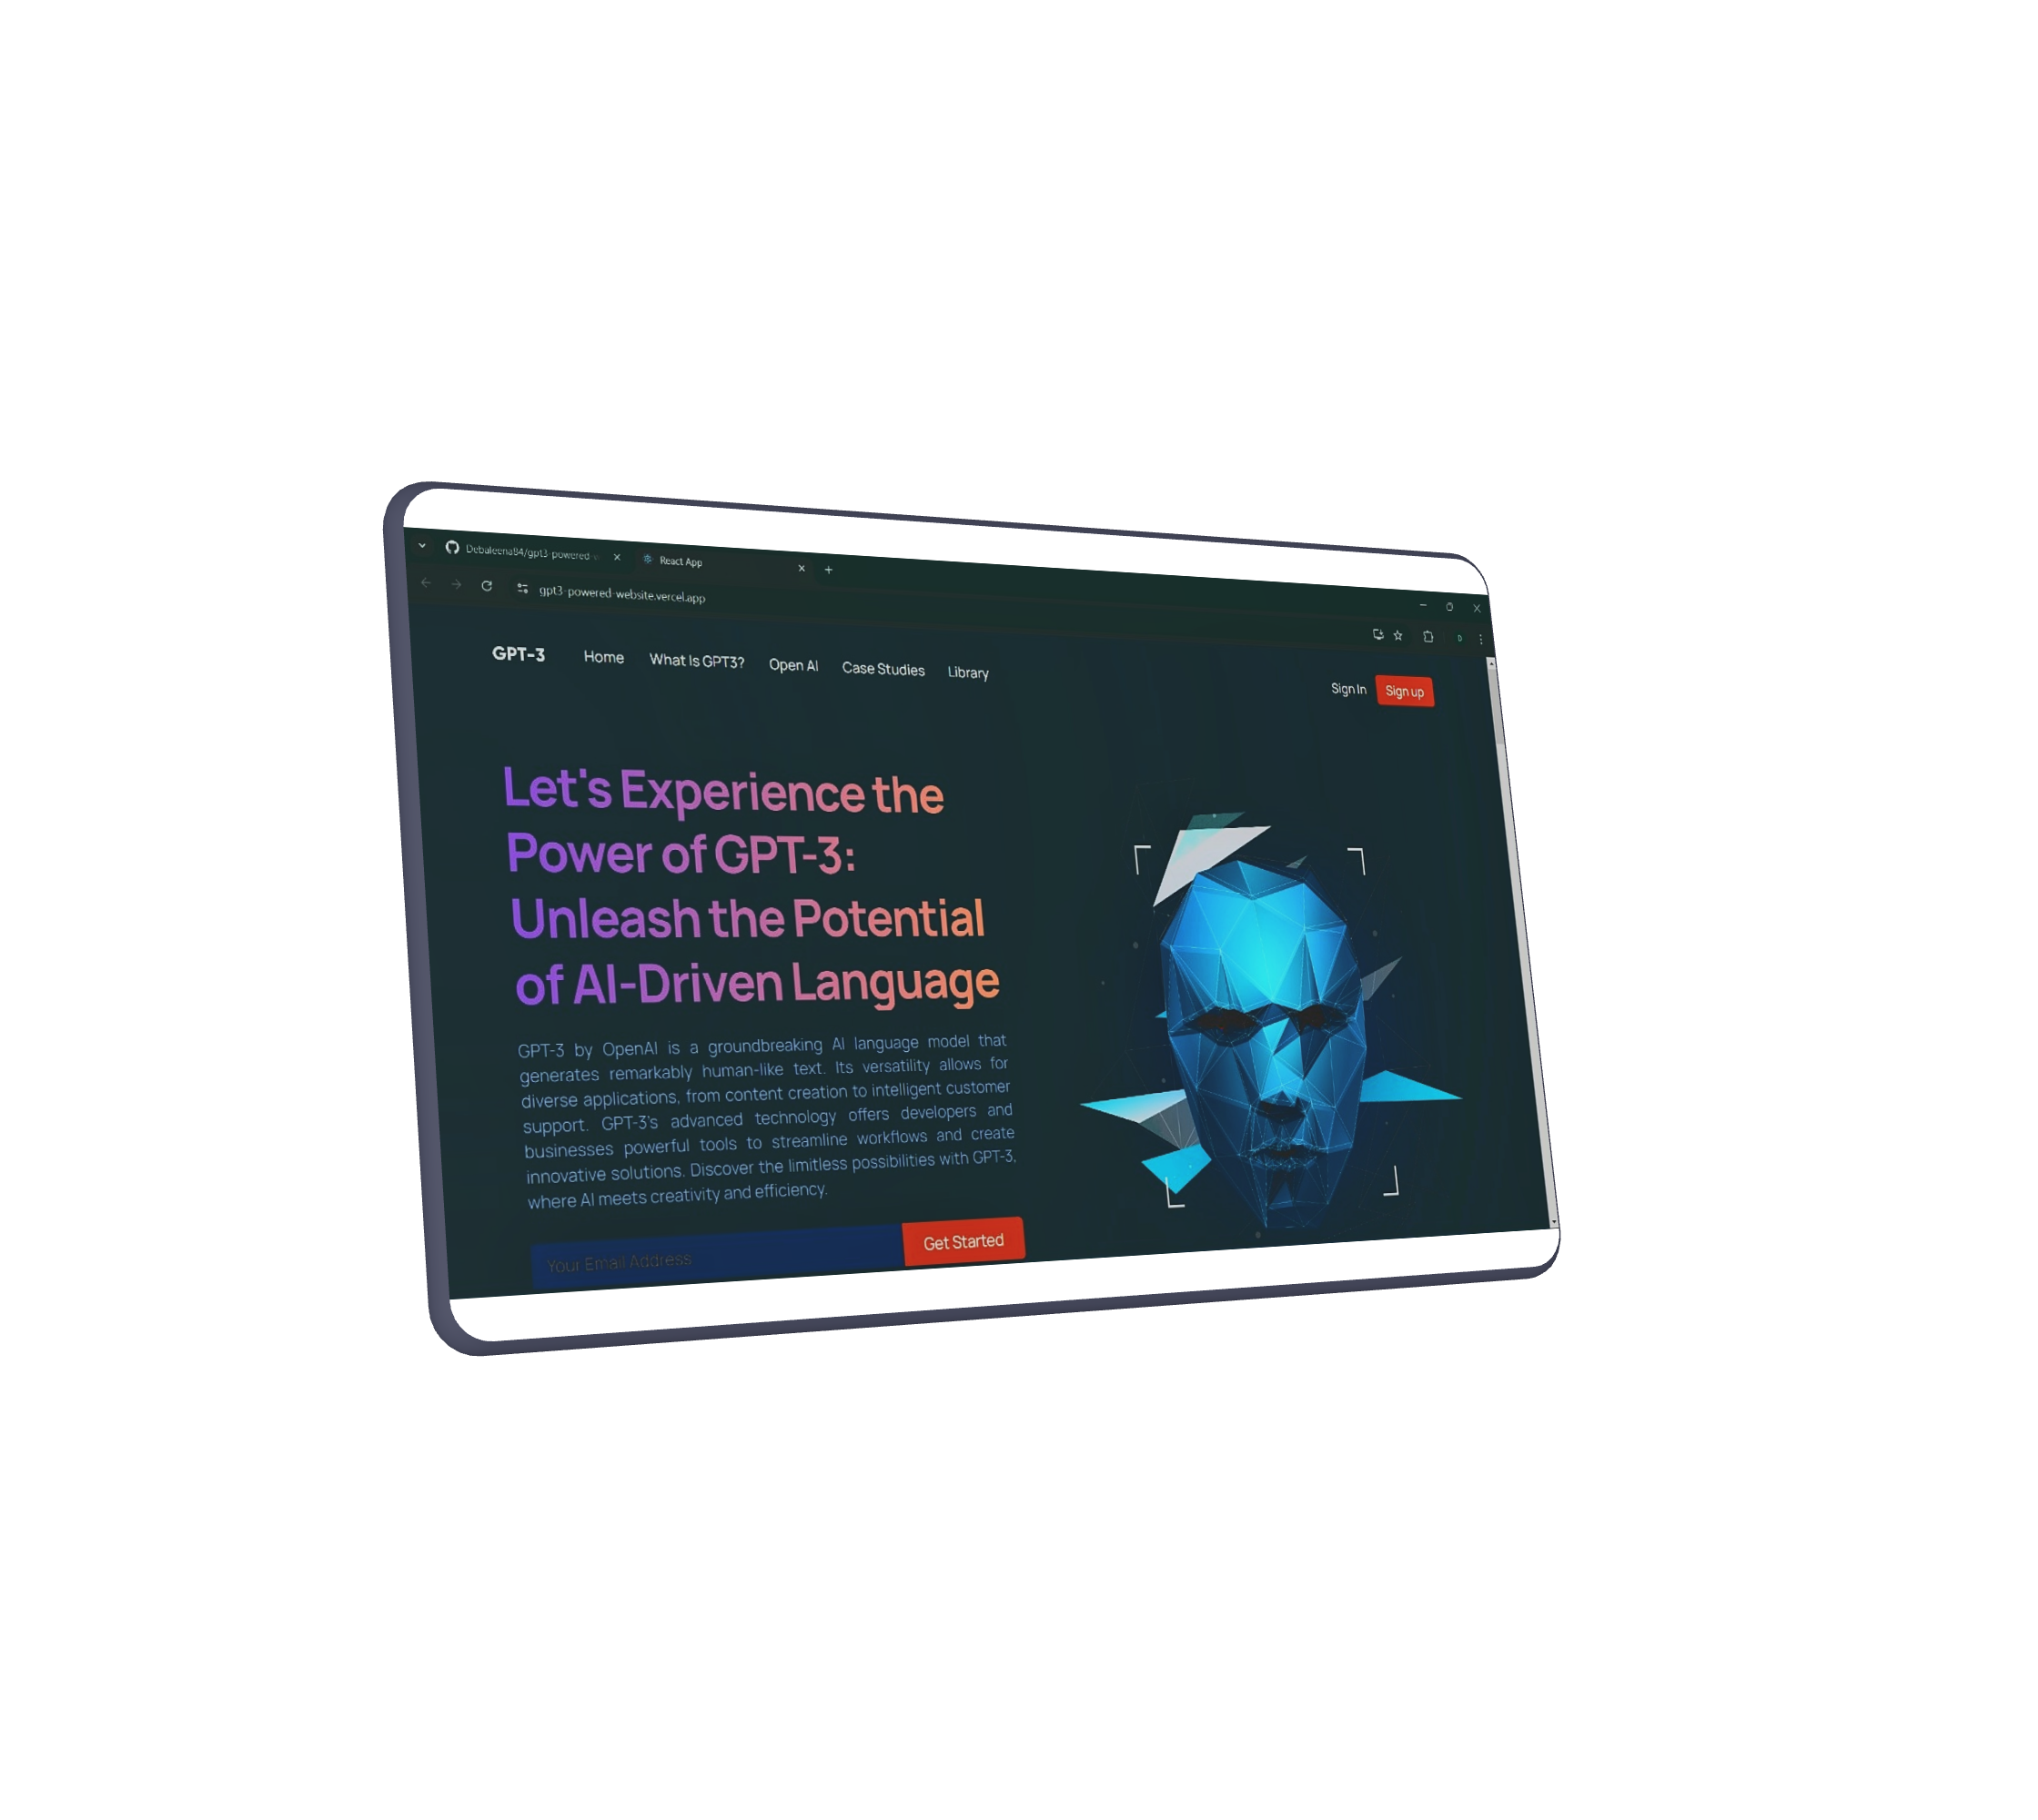 Debaleena84/gpt3-powered-w
React App
gpt3-powered-website.vercel.app
D
GPT-3 Home What Is GPT3? Open AI Case Studies Library
Sign In Sign up
Let's Experience the
Power of GPT-3:
Unleash the Potential
of AI-Driven Language
GPT-3 by OpenAI is a groundbreaking AI language model that
generates remarkably human-like text. Its versatility allows for
diverse applications, from content creation to intelligent customer
support. GPT-3's advanced technology offers developers and
businesses powerful tools to streamline workflows and create
innovative solutions. Discover the limitless possibilities with GPT-3,
where AI meets creativity and efficiency.
Your Email Address Get Started